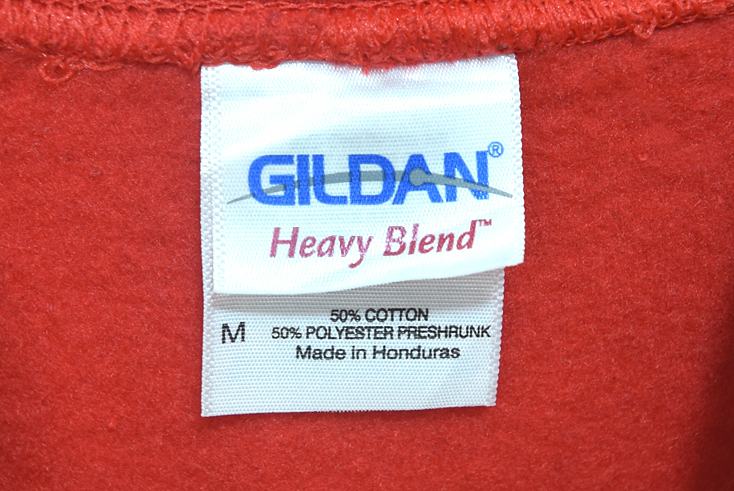 GILDAN®
Heavy Blend™
M
50% COTTON
50% POLYESTER PRESHRUNK
Made in Honduras